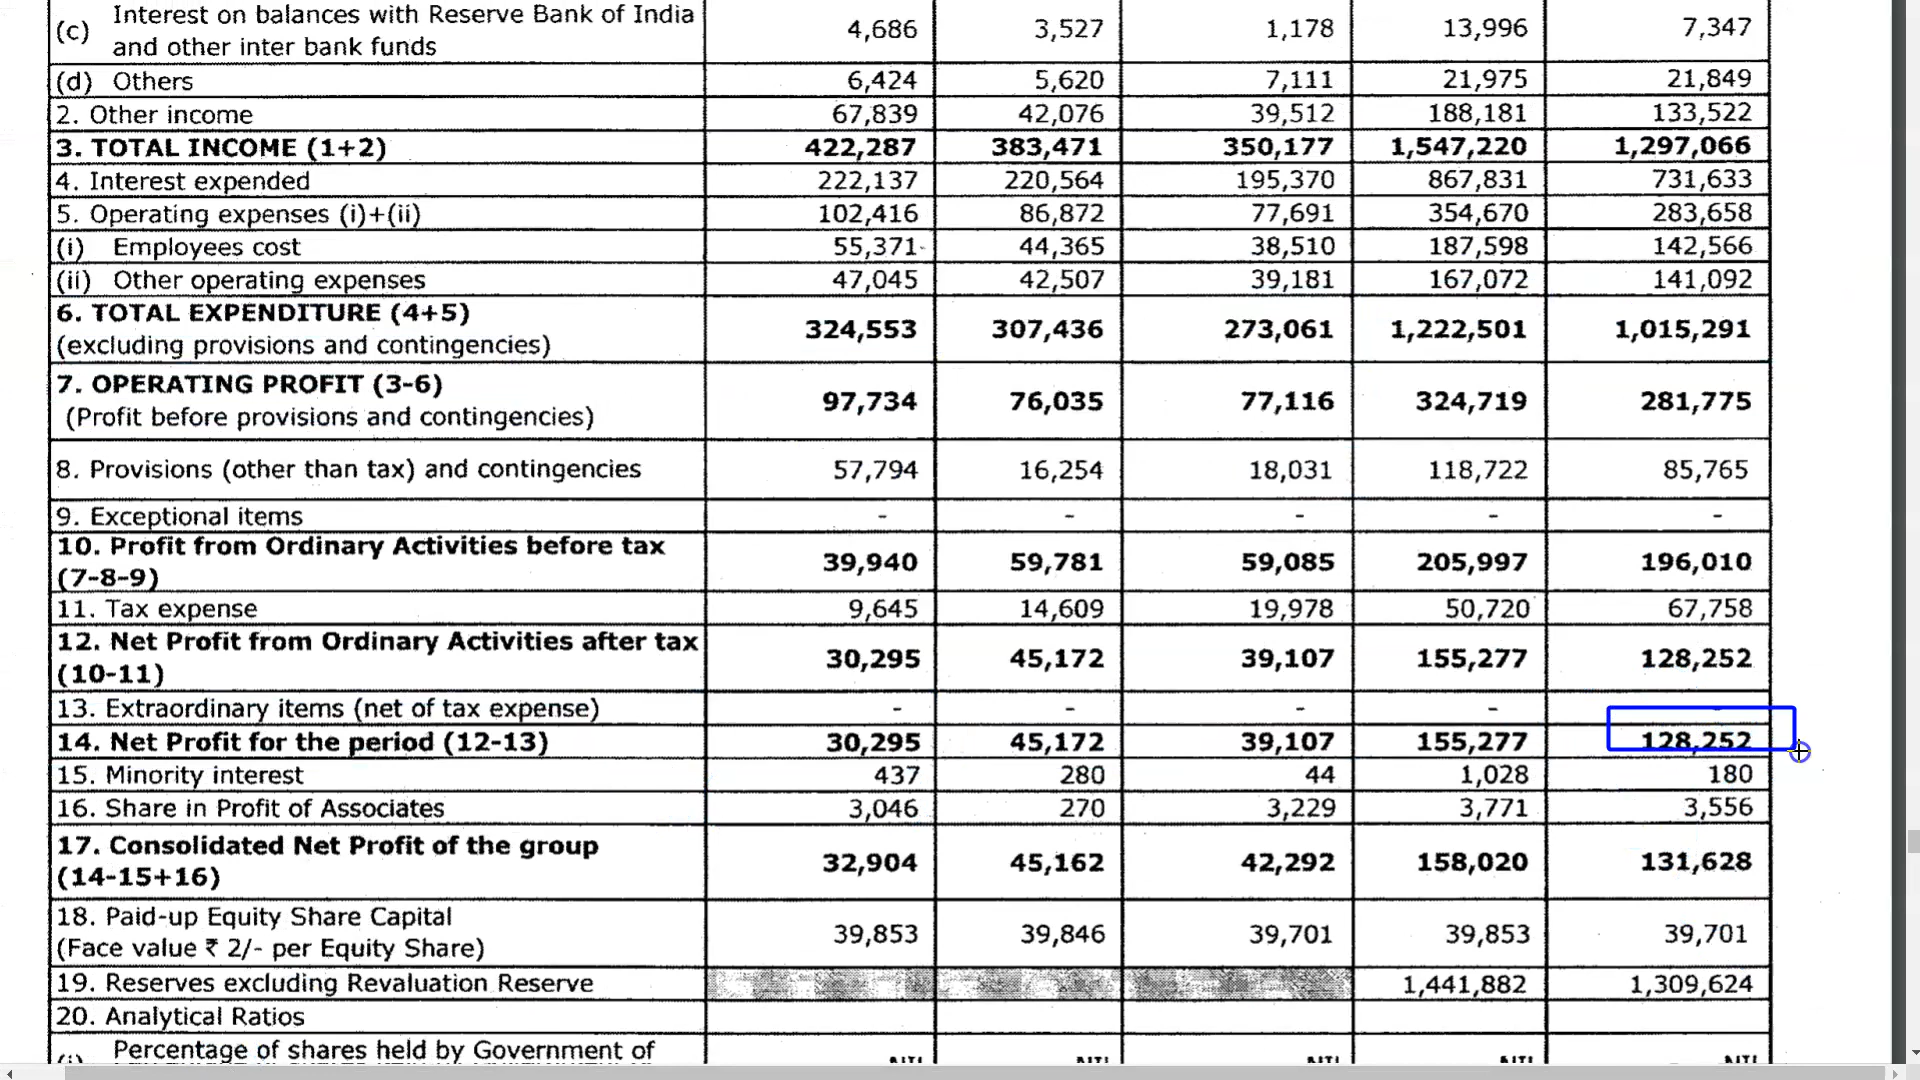 (c) Interest on balances with Reserve Bank of India and other inter bank funds 4,686 3,527 1,178 13,996 7,347
(d) Others 6,424 5,620 7,111 21,975 21,849
2. Other income 67,839 42,076 39,512 188,181 133,522
3. TOTAL INCOME (1+2) 422,287 383,471 350,177 1,547,220 1,297,066
4. Interest expended 222,137 220,564 195,370 867,831 731,633
5. Operating expenses (i)+(ii) 102,416 86,872 77,691 354,670 283,658
(i) Employees cost 55,371 44,365 38,510 187,598 142,566
(ii) Other operating expenses 47,045 42,507 39,181 167,072 141,092
6. TOTAL EXPENDITURE (4+5)
(excluding provisions and contingencies) 324,553 307,436 273,061 1,222,501 1,015,291
7. OPERATING PROFIT (3-6)
(Profit before provisions and contingencies) 97,734 76,035 77,116 324,719 281,775
8. Provisions (other than tax) and contingencies 57,794 16,254 18,031 118,722 85,765
9. Exceptional items - - - - -
10. Profit from Ordinary Activities before tax
(7-8-9) 39,940 59,781 59,085 205,997 196,010
11. Tax expense 9,645 14,609 19,978 50,720 67,758
12. Net Profit from Ordinary Activities after tax
(10-11) 30,295 45,172 39,107 155,277 128,252
13. Extraordinary items (net of tax expense) - - - - -
14. Net Profit for the period (12-13) 30,295 45,172 39,107 155,277 128,252
15. Minority interest 437 280 44 1,028 180
16. Share in Profit of Associates 3,046 270 3,229 3,771 3,556
17. Consolidated Net Profit of the group
(14-15+16) 32,904 45,162 42,292 158,020 131,628
18. Paid-up Equity Share Capital
(Face value ₹ 2/- per Equity Share) 39,853 39,846 39,701 39,853 39,701
19. Reserves excluding Revaluation Reserve 1,441,882 1,309,624
20. Analytical Ratios
Percentage of shares held by Government of